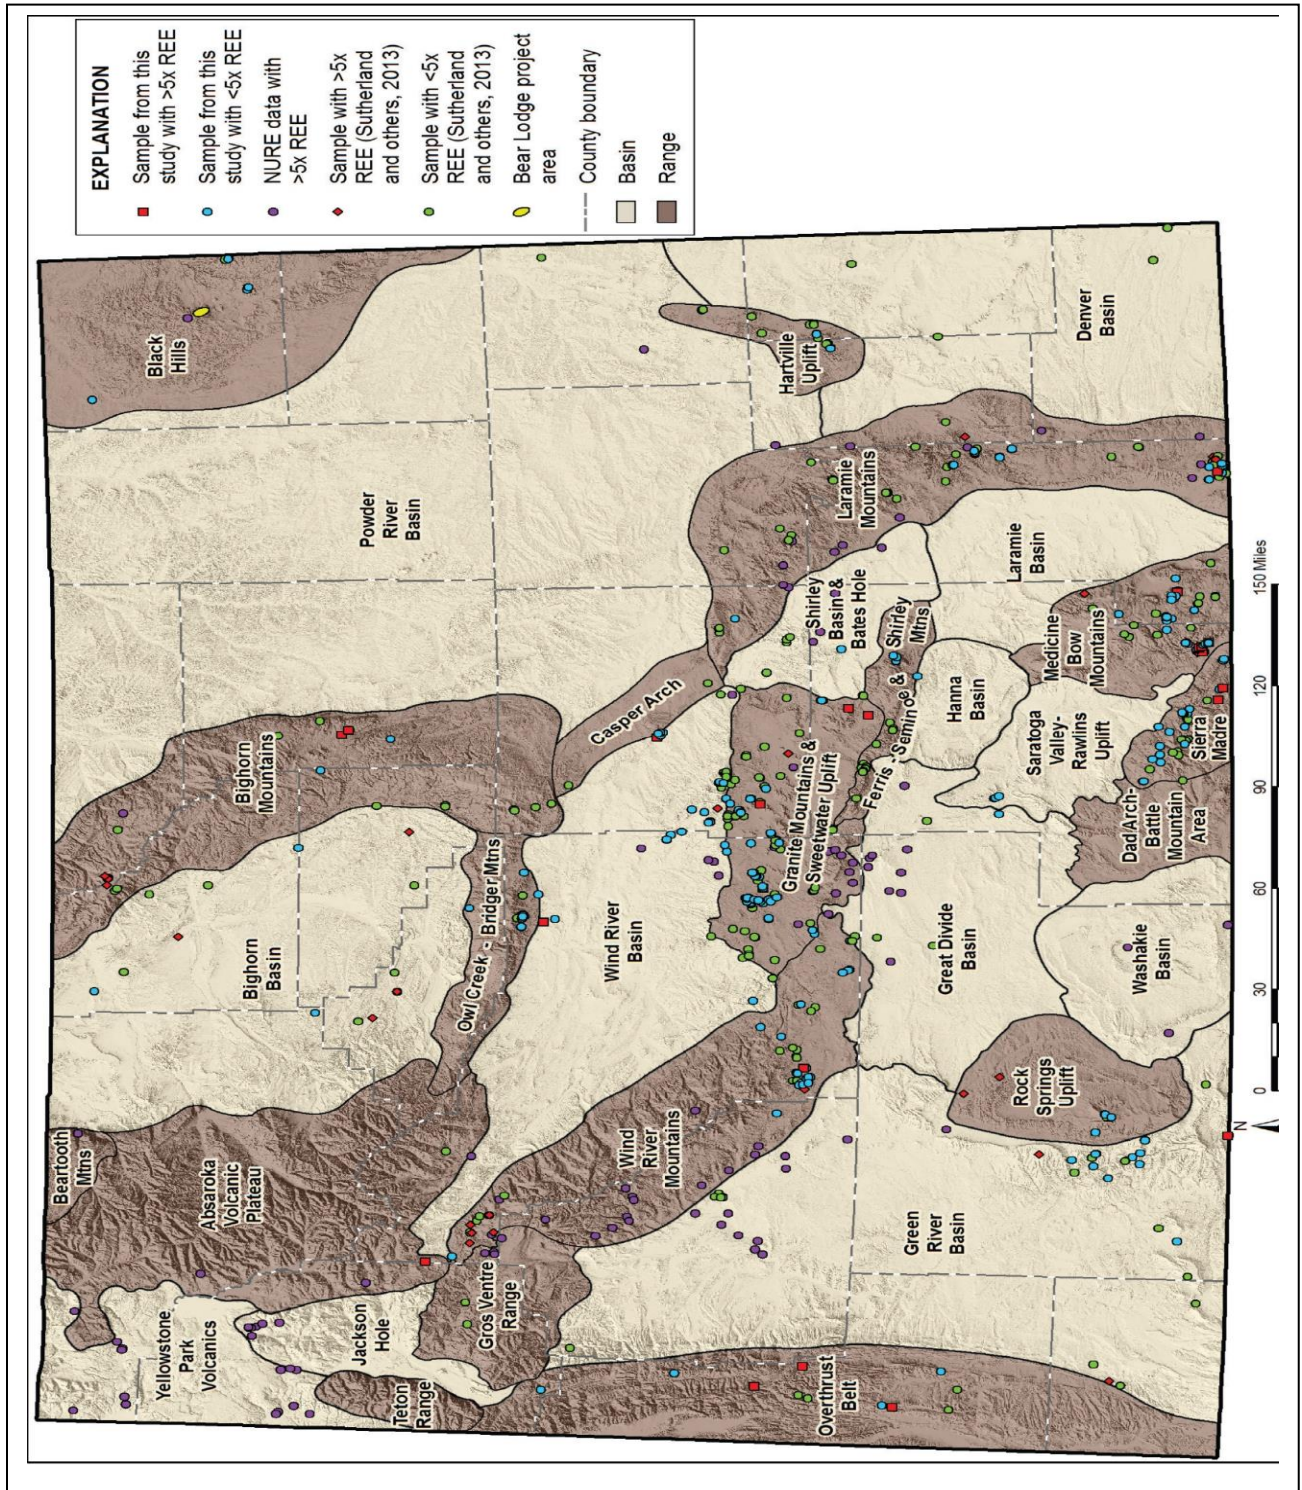 EXPLANATION
Sample from this
study with >5x REE
Sample from this
study with <5x REE
NURE data with
>5x REE
Sample with >5x
REE (Sutherland
and others, 2013)
Sample with <5x
REE (Sutherland
and others, 2013)
Bear Lodge project
area
County boundary
Basin
Range
Yellowstone
Park
Volcanics
Beartooth
Mtns
Absaroka
Volcanic
Plateau
Bighorn
Basin
Bighorn
Mountains
Powder
River
Basin
Black
Hills
Teton
Range
Jackson
Hole
Gros Ventre
Range
Owl Creek - Bridger Mtns
Wind River
Basin
Casper Arch
Wind
River
Mountains
Granite Mountains &
Sweetwater Uplift
Shirley
Basin &
Bates Hole
Laramie
Mountains
Hartville
Uplift
Overthrust
Belt
Green
River
Basin
Great Divide
Basin
Ferris - Seminoe & Shirley
Mtns
Hanna
Basin
Laramie
Basin
Denver
Basin
Rock
Springs
Uplift
Washakie
Basin
Dad Arch-
Battle
Mountain
Area
Saratoga
Valley-
Rawlins
Uplift
Sierra
Madre
Medicine
Bow
Mountains
N
0 30 60 90 120 150 Miles